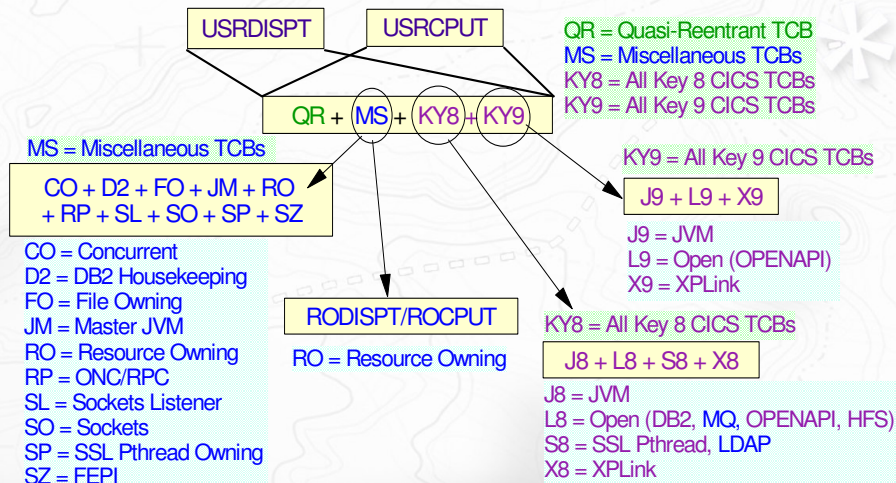 USRDISPT
USRCPUT
QR = Quasi-Reentrant TCB
MS = Miscellaneous TCBs
KY8 = All Key 8 CICS TCBs
KY9 = All Key 9 CICS TCBs
QR + MS + KY8 + KY9
MS = Miscellaneous TCBs
CO + D2 + FO + JM + RO
+ RP + SL + SO + SP + SZ
CO = Concurrent
D2 = DB2 Housekeeping
FO = File Owning
JM = Master JVM
RO = Resource Owning
RP = ONC/RPC
SL = Sockets Listener
SO = Sockets
SP = SSL Pthread Owning
SZ = FEPI
RODISPT/ROCPUT
RO = Resource Owning
KY9 = All Key 9 CICS TCBs
J9 + L9 + X9
J9 = JVM
L9 = Open (OPENAPI)
X9 = XPLink
KY8 = All Key 8 CICS TCBs
J8 + L8 + S8 + X8
J8 = JVM
L8 = Open (DB2, MQ, OPENAPI, HFS)
S8 = SSL Pthread, LDAP
X8 = XPLink